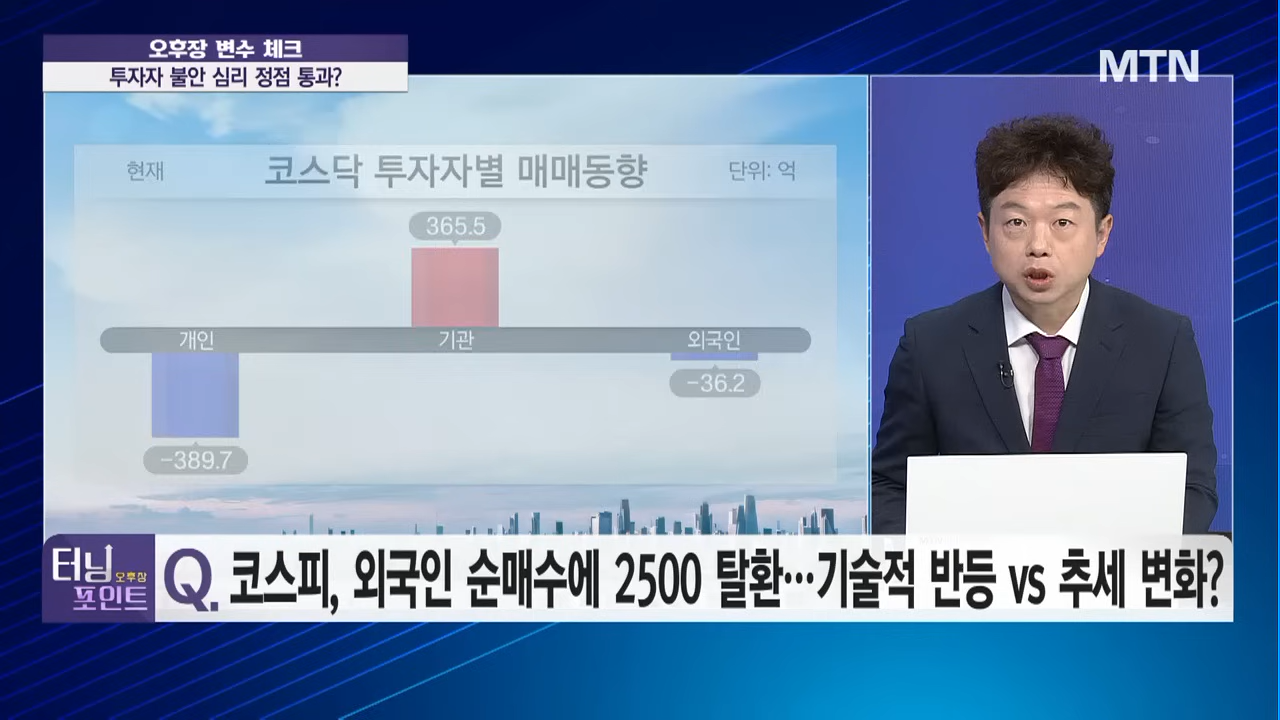 오후장 변수 체크
투자자 불안 심리 정점 통과?
MTN
현재
코스닥 투자자별 매매동향
단위: 억
365.5
개인
기관
외국인
-36.2
-389.7
터닝
오후장
포인트
Q. 코스피, 외국인 순매수에 2500 탈환…기술적 반등 vs 추세 변화?